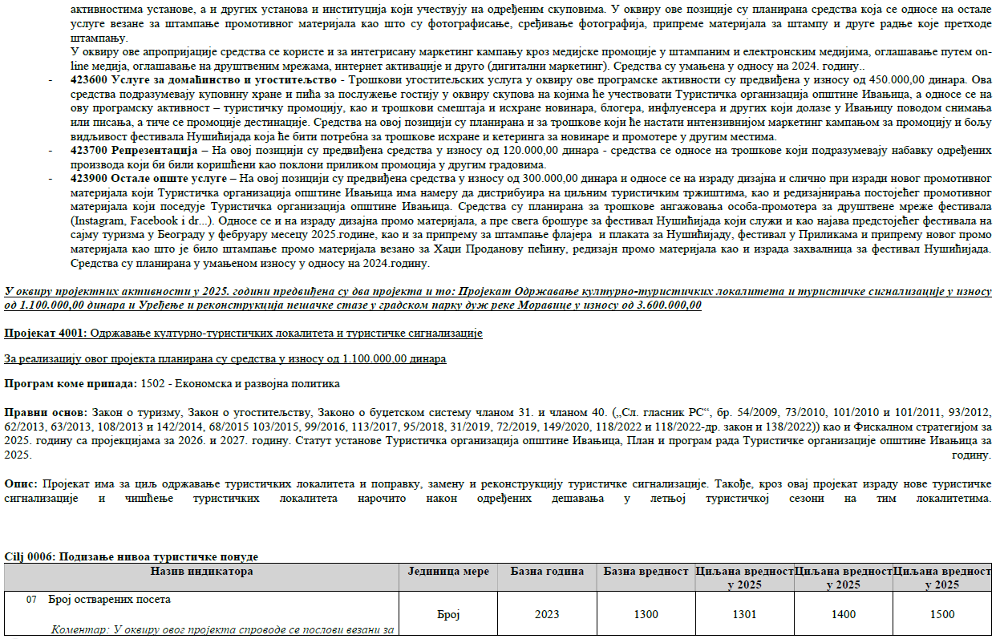 активностима установе, а и других установа и институција који учествују на одређеним скуповима. У оквиру ове позиције су планирана средства која се односе на остале
услуге везане за штампање промотивног материјала као што су фотографисање, сређивање фотографија, припреме материјала за штампу и друге радње које претходе
штампању.
У оквиру ове апропријације средства се користе и за интегрисану маркетинг кампању кроз медијске промоције у штампаним и електронским медијима, оглашавање путем on-
line медија, оглашавање на друштвеним мрежама, интернет активације и друго (дигитални маркетинг). Средства су умањена у односу на 2024. годину..
- 423600 Услуге за домаћинство и угоститељство - Трошкови угоститељских услуга у оквиру ове програмске активности су предвиђена у износу од 450.000,00 динара. Ова
средства подразумевају куповину хране и пића за послужење гостију у оквиру скупова на којима ће учествовати Туристичка организација општине Ивањица, а односе се на
ову програмску активност – туристичку промоцију, као и трошкови смештаја и исхране новинара, блогера, инфлуенсера и других који долазе у Ивањицу поводом снимања
или писања, а тиче се промоције дестинације. Средства на овој позицији су планирана и за трошкове који ће настати интензивнијом маркетинг кампањом за промоцију и бољу
видљивост фестивала Нушићијада која ће бити потребна за трошкове исхране и кетеринга за новинаре и промотере у другим местима.
- 423700 Репрезентација – На овој позицији су предвиђена средства у износу од 120.000,00 динара - средства се односе на трошкове који подразумевају набавку одређених
производа који би били коришћени као поклони приликом промоција у другим градовима.
- 423900 Остале опште услуге – На овој позицији су предвиђена средства у износу од 300.000,00 динара и односе се на израду дизајна и слично при изради новог промотивног
материјала који Туристичка организација општине Ивањица има намеру да дистрибуира на циљним туристичким тржиштима, као и редизајнирања постојећег промотивног
материјала који поседује Туристичка организација општине Ивањица. Средства су планирана за трошкове ангажовања особа-промотера за друштвене мреже фестивала
(Instagram, Facebook i dr...). Односе се и на израду дизајна промо материјала, а пре свега брошуре за фестивал Нушићијада који служи и као најава предстојећег фестивала на
сајму туризма у Београду у фебруару месецу 2025.године, као и за припрему за штампање флајера и плаката за Нушићијаду, фестивал у Приликама и припрему новог промо
материјала као што је било штампање промо материјала везано за Хаџи Проданову пећину, редизајн промо материјала као и израда захвалница за фестивал Нушићијада.
Средства су планирана у умањеном износу у односу на 2024.годину.
У оквиру пројектних активности у 2025. години предвиђена су два пројекта и то: Пројекат Одржавање културно-туристичких локалитета и туристичке сигнализације у износу
од 1.100.000,00 динара и Уређење и реконструкција пешачке стазе у градском парку дуж реке Моравице у износу од 3.600.000,00
Пројекат 4001: Одржавање културно-туристичких локалитета и туристичке сигнализације
За реализацију овог пројекта планирана су средства у износу од 1.100.000,00 динара
Програм коме припада: 1502 - Економска и развојна политика
Правни основ: Закон о туризму, Закон о угоститељству, Законо о буџетском систему чланом 31. и чланом 40. („Сл. гласник РС“, бр. 54/2009, 73/2010, 101/2010 и 101/2011, 93/2012,
62/2013, 63/2013, 108/2013 и 142/2014, 68/2015 103/2015, 99/2016, 113/2017, 95/2018, 31/2019, 72/2019, 149/2020, 118/2022 и 118/2022-др. закон и 138/2022)) као и Фискалном стратегијом за
2025. годину са пројекцијама за 2026. и 2027. годину. Статут установе Туристичка организација општине Ивањица, План и програм рада Туристичке организације општине Ивањица за
2025. годину.
Опис: Пројекат има за циљ одржавање туристичких локалитета и поправку, замену и реконструкцију туристичке сигнализације. Такође, кроз овај пројекат израду нове туристичке
сигнализације и чишћење туристичких локалитета нарочито након одређених дешавања у летњој туристичкој сезони на тим локалитетима.
Cilj 0006: Подизање нивоа туристичке понуде
Назив индикатора Јединица мере Базна година Базна вредност Циљана вредност у 2025 Циљана вредност у 2025 Циљана вредност у 2025
07 Број остварених посета Број 2023 1300 1301 1400 1500
Коментар: У оквиру овог пројекта спроводе се послови везани за